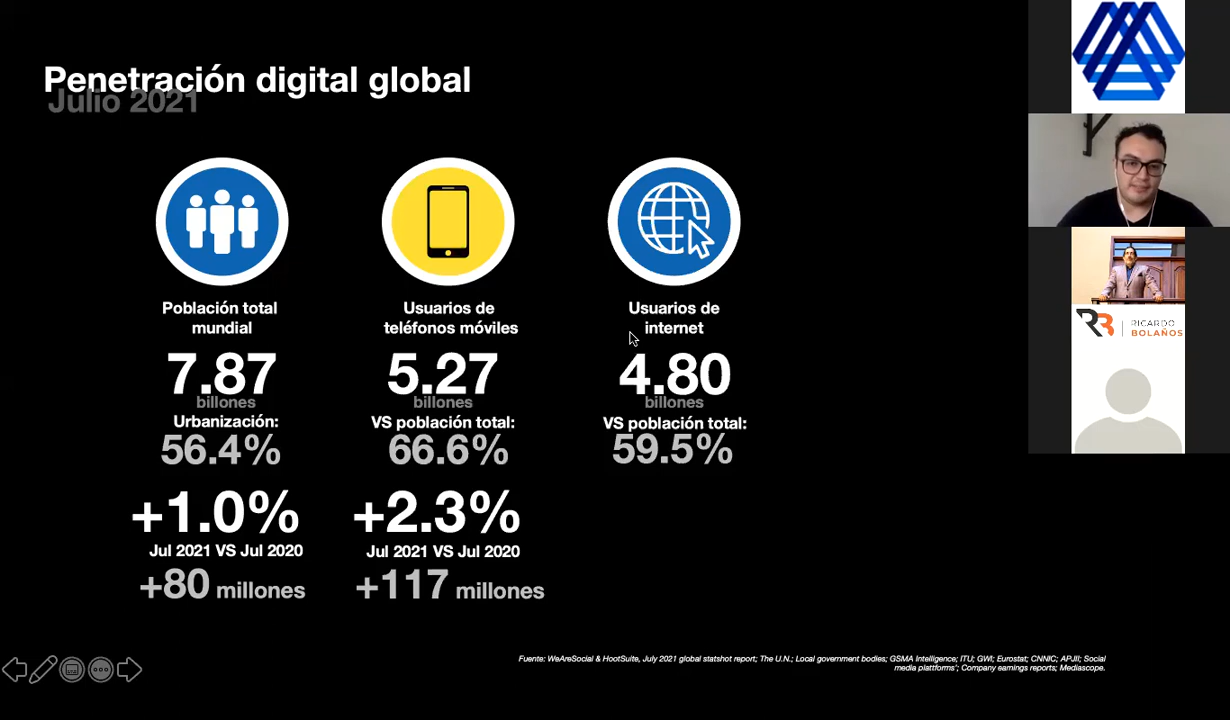 Penetración digital global
Julio 2021
Población total
mundial
7.87
billones
Urbanización:
56.4%
+1.0%
Jul 2021 VS Jul 2020
+80 millones
Usuarios de
teléfonos móviles
5.27
billones
VS población total:
66.6%
+2.3%
Jul 2021 VS Jul 2020
+117 millones
Usuarios de
internet
4.80
billones
VS población total:
59.5%
Fuente: WeAreSocial & HootSuite, July 2021 global statshot report; The U.N.; Local government bodies; GSMA Intelligence; ITU; GWI; Eurostat; CNNIC; APJII; Social
media plattforms'; Company earnings reports; Mediascope.
RICARDO
BOLAÑOS